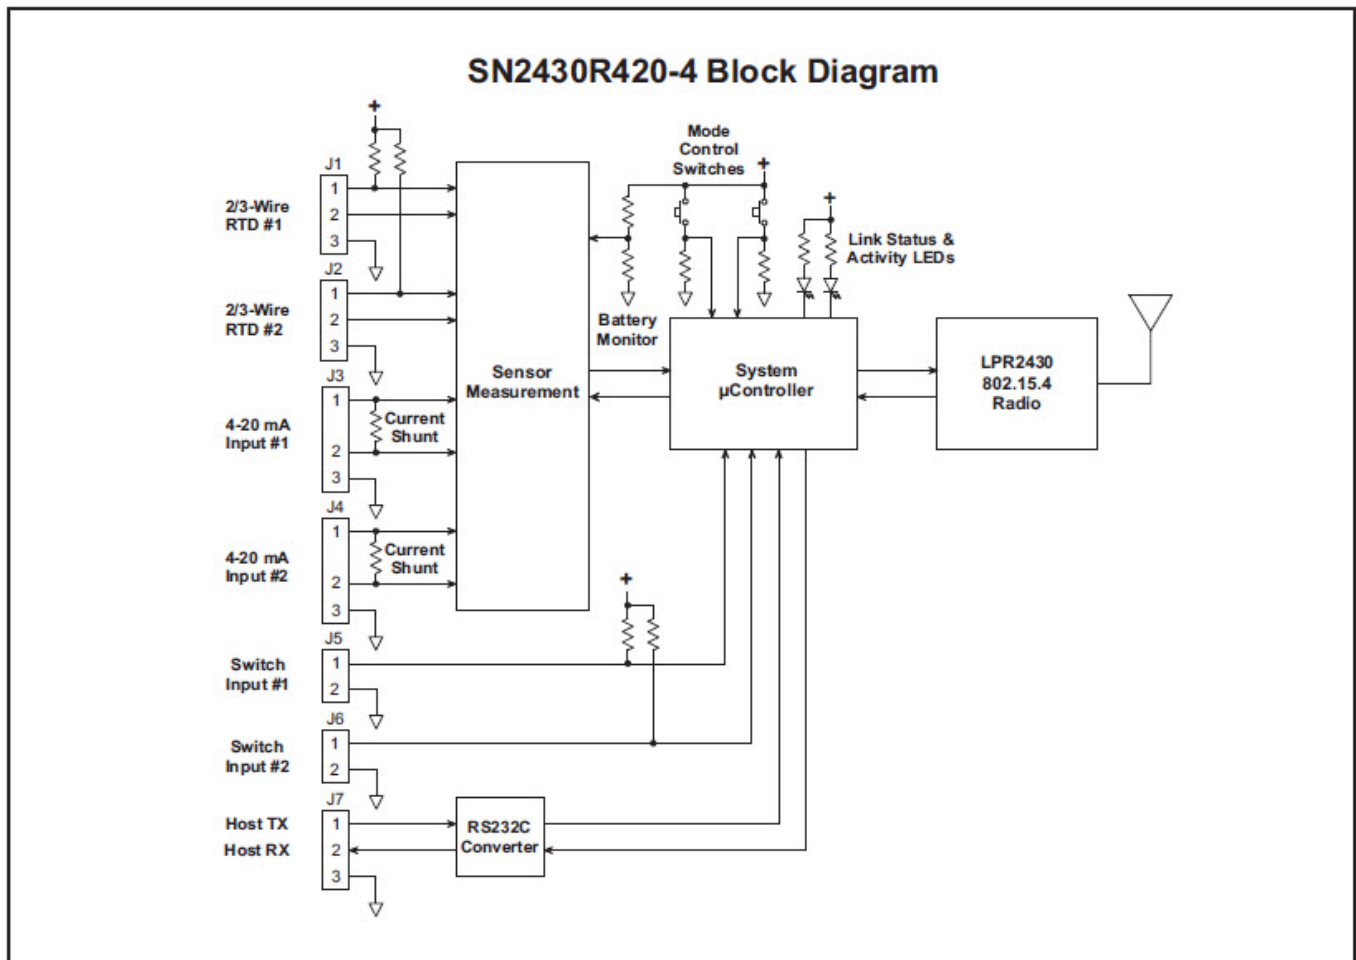 SN2430R420-4 Block Diagram
+
Mode
Control
Switches
+
+
Link Status &
Activity LEDs
J1
1
2
3
2/3-Wire
RTD #1
J2
1
2
3
2/3-Wire
RTD #2
Battery
Monitor
Sensor
Measurement
System
µController
LPR2430
802.15.4
Radio
J3
1
2
3
4-20 mA
Input #1
Current
Shunt
J4
1
2
3
4-20 mA
Input #2
Current
Shunt
+
J5
1
2
Switch
Input #1
J6
1
2
Switch
Input #2
J7
Host TX
1
Host RX
2
3
RS232C
Converter